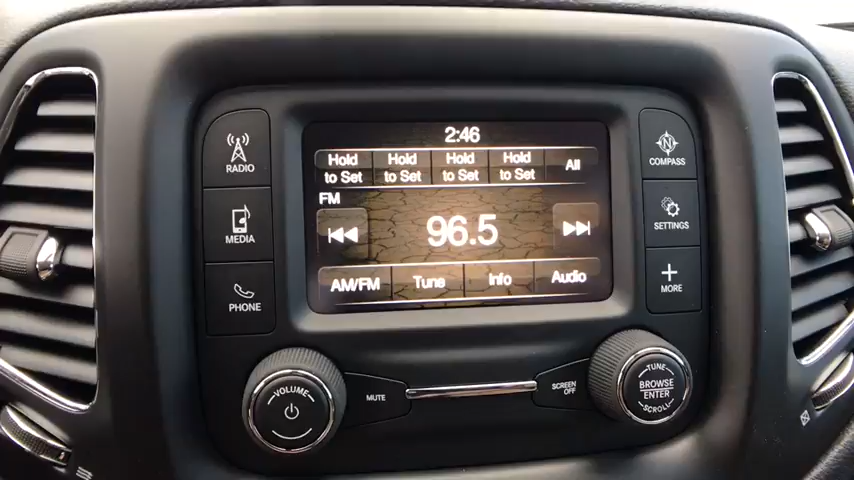 2:46
Hold to Set
Hold to Set
Hold to Set
Hold to Set
All
FM
96.5
AM/FM
Tune
Info
Audio
RADIO
MEDIA
PHONE
N
COMPASS
SETTINGS
MORE
VOLUME
MUTE
SCREEN OFF
TUNE
BROWSE
ENTER
SCROLL